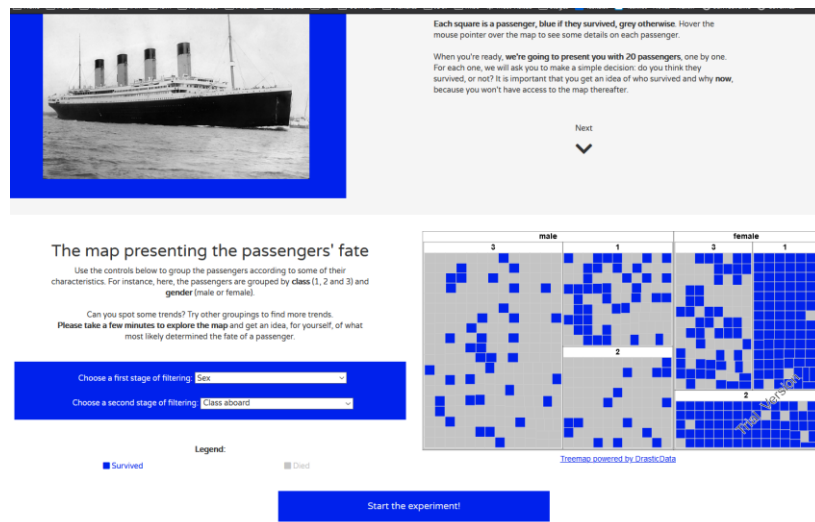 Each square is a passenger, blue if they survived, grey otherwise. Hover the
mouse pointer over the map to see some details on each passenger.
When you're ready, we're going to present you with 20 passengers, one by one.
For each one, we will ask you to make a simple decision: do you think they
survived, or not? It is important that you get an idea of who survived and why now,
because you won't have access to the map thereafter.
Next
The map presenting the passengers' fate
Use the controls below to group the passengers according to some of their
characteristics. For instance, here, the passengers are grouped by class (1, 2 and 3) and
gender (male or female).
Can you spot some trends? Try other groupings to find more trends.
Please take a few minutes to explore the map and get an idea, for yourself, of what
most likely determined the fate of a passenger.
Choose a first stage of filtering: Sex
Choose a second stage of filtering: Class aboard
Legend:
Survived
Died
male
female
3
1
3
1
2
2
Trial Version
Treemap powered by DrasticData
Start the experiment!